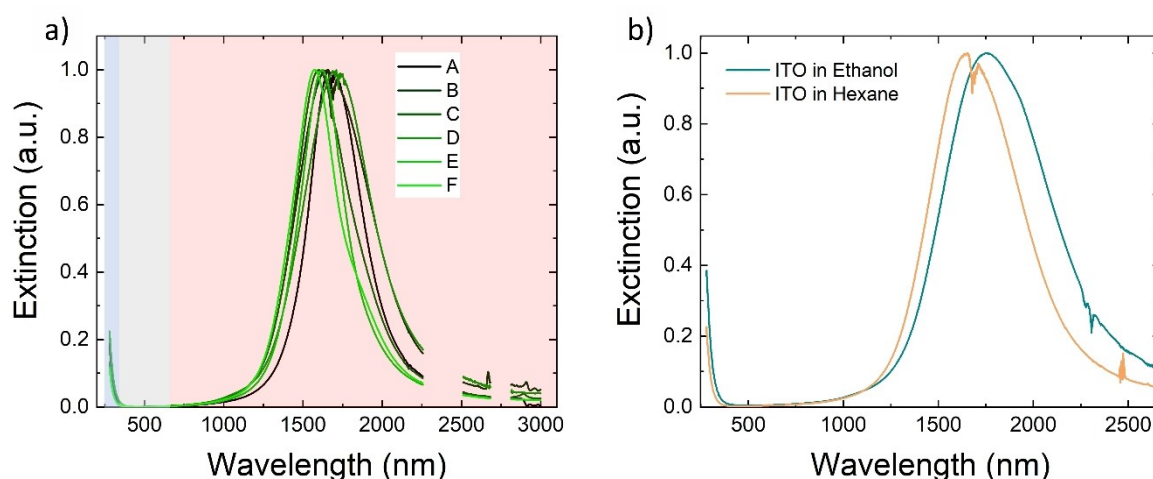 a)
Extinction (a.u.)
1.0
0.8
0.6
0.4
0.2
0.0
500 1000 1500 2000 2500 3000
Wavelength (nm)
A
B
C
D
E
F
b)
Exctinction (a.u.)
1.0
0.8
0.6
0.4
0.2
0.0
500 1000 1500 2000 2500
Wavelength (nm)
ITO in Ethanol
ITO in Hexane